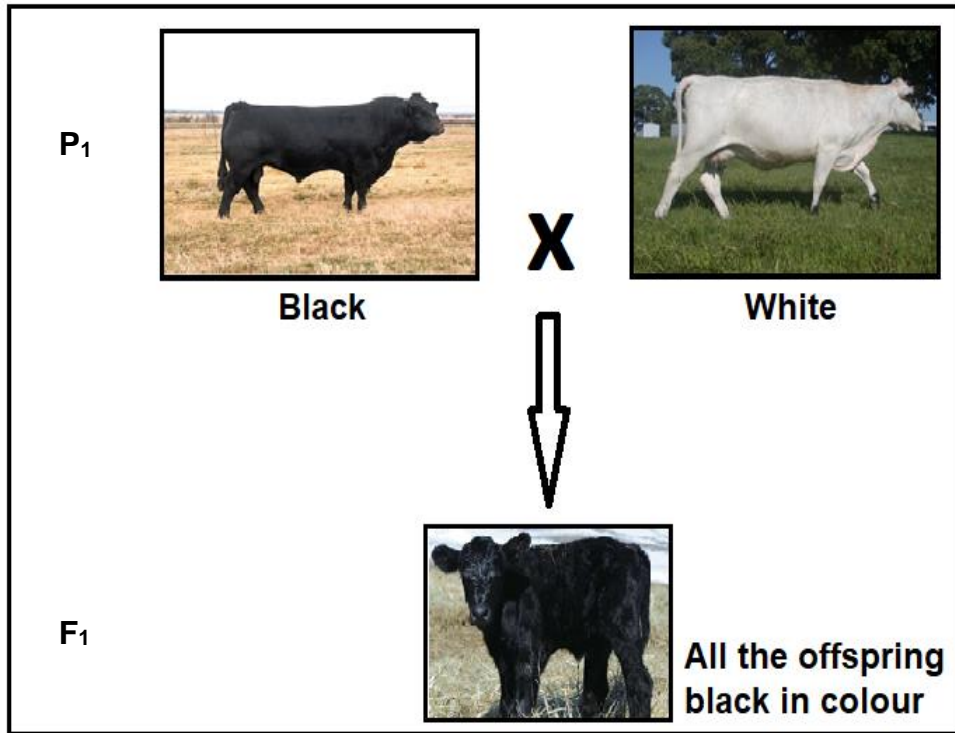 P₁
X
Black
White
F₁
All the offspring
black in colour